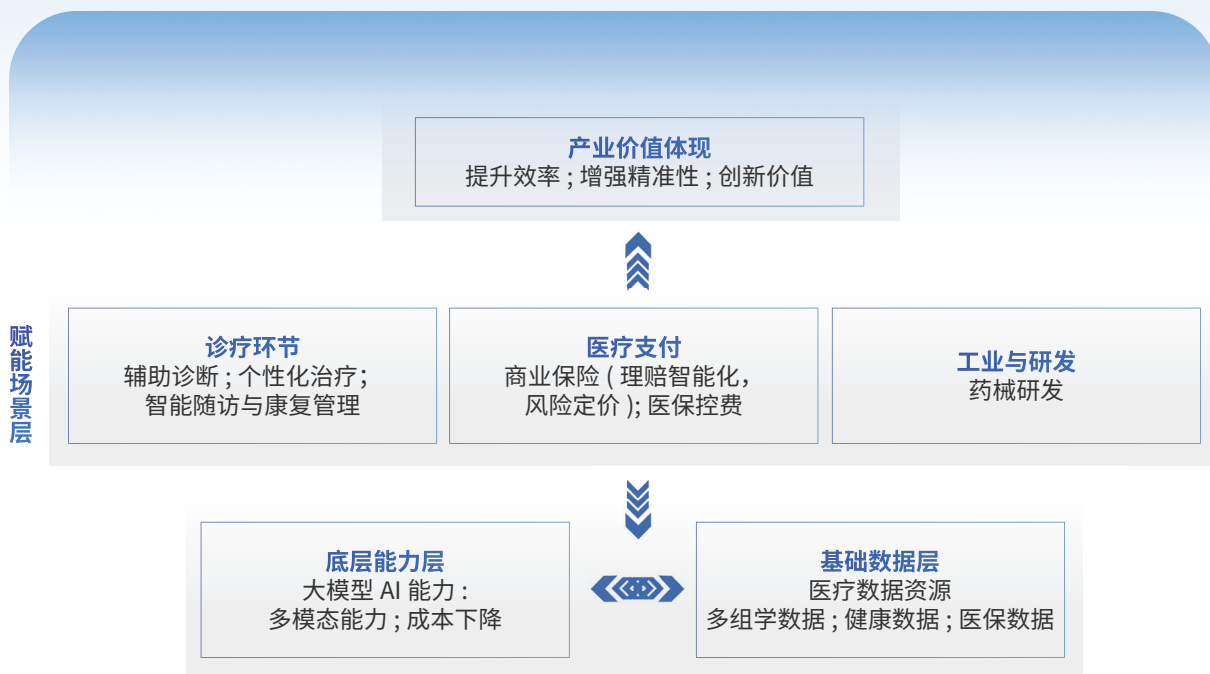 产业价值体现
提升效率 ; 增强精准性 ; 创新价值
赋能场景层
诊疗环节
辅助诊断 ; 个性化治疗；
智能随访与康复管理
医疗支付
商业保险 ( 理赔智能化，
风险定价 ); 医保控费
工业与研发
药械研发
底层能力层
大模型 AI 能力 :
多模态能力 ; 成本下降
基础数据层
医疗数据资源
多组学数据 ; 健康数据 ; 医保数据